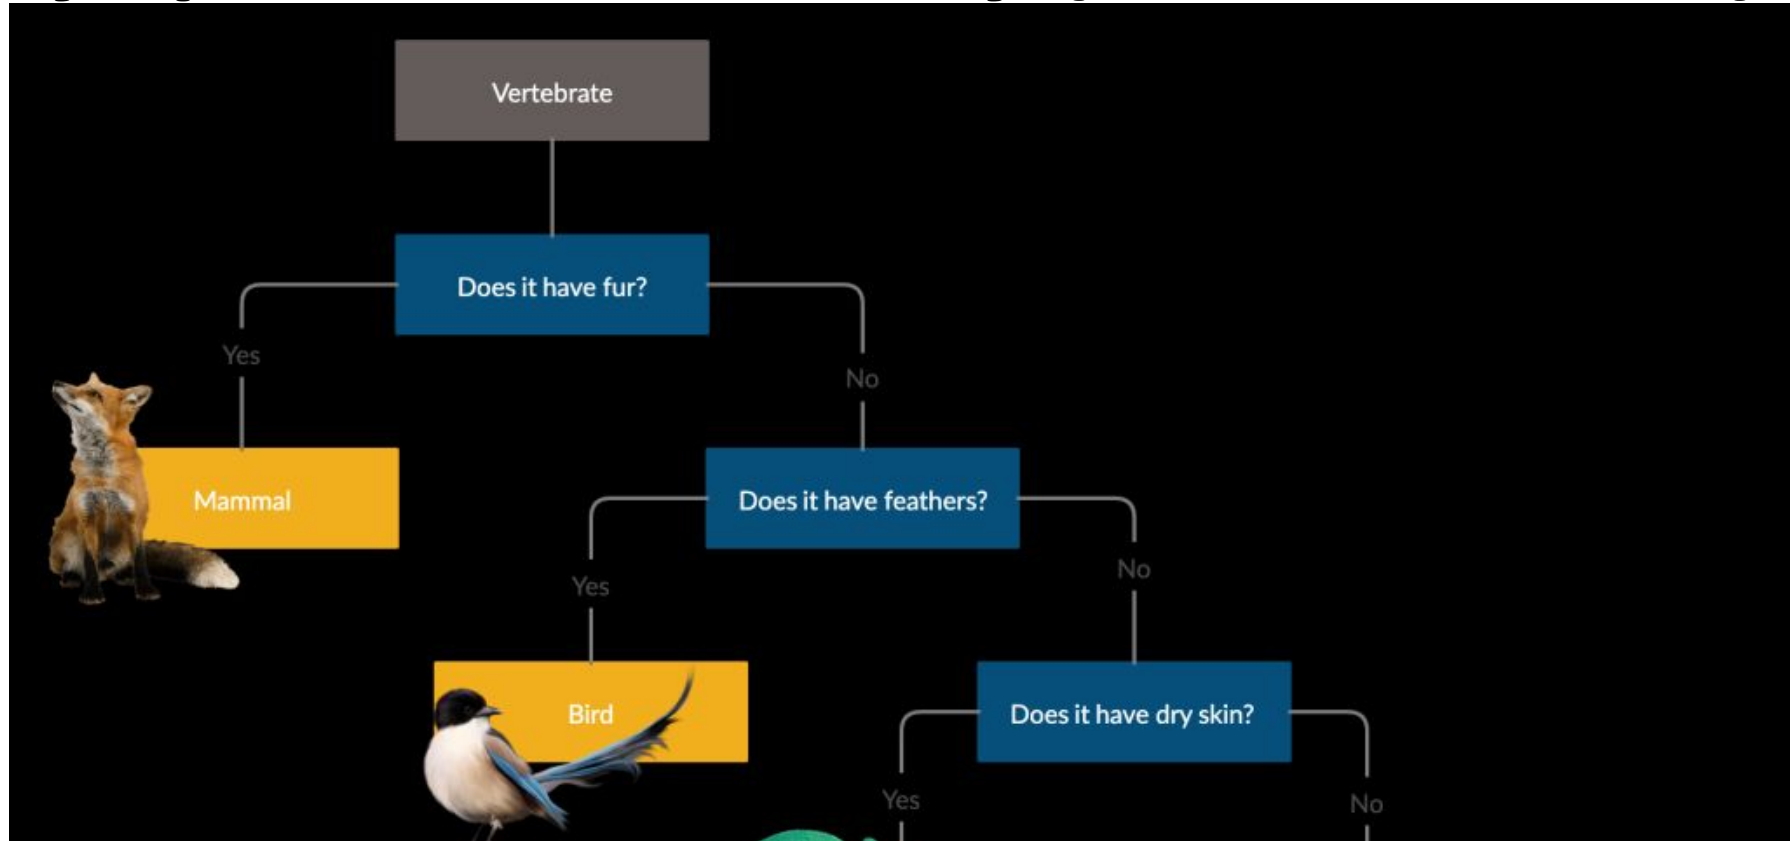 Vertebrate
Does it have fur?
Yes
No
Mammal
Does it have feathers?
Yes
No
Bird
Does it have dry skin?
Yes
No